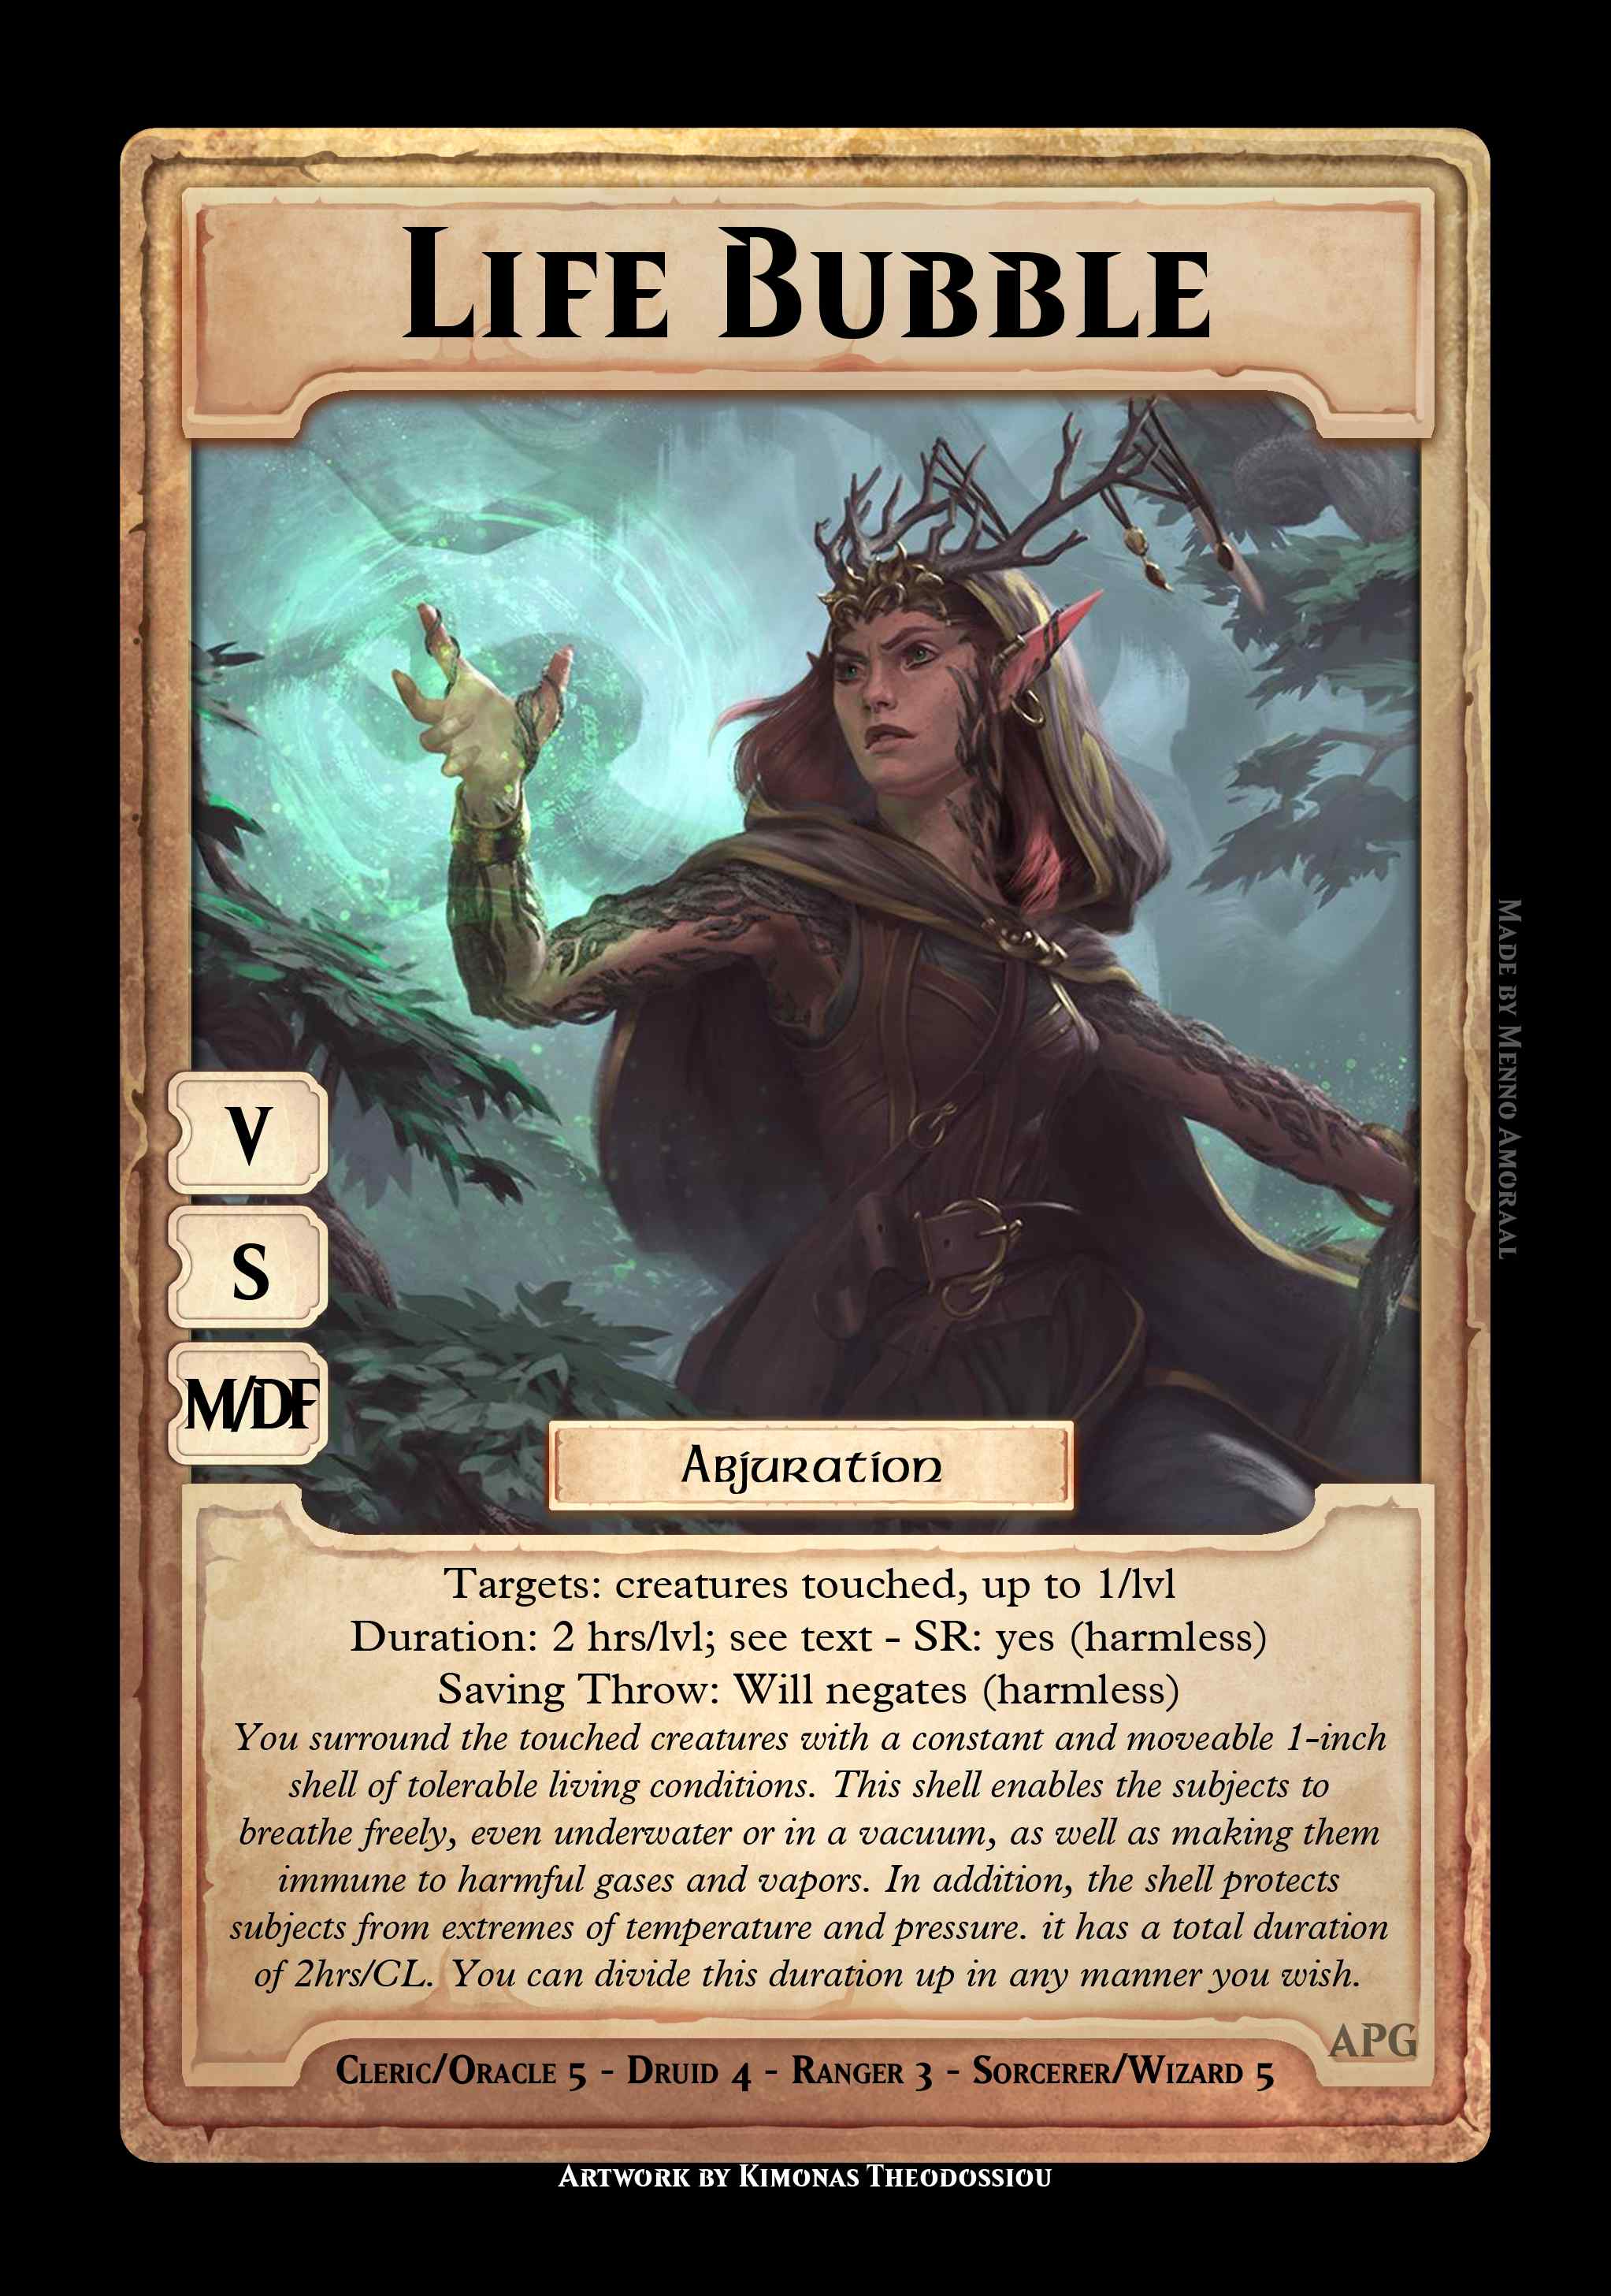 Life Bubble
V
S
M/DF
Abjuration
Targets: creatures touched, up to 1/lvl
Duration: 2 hrs/lvl; see text - SR: yes (harmless)
Saving Throw: Will negates (harmless)
You surround the touched creatures with a constant and moveable 1-inch
shell of tolerable living conditions. This shell enables the subjects to
breathe freely, even underwater or in a vacuum, as well as making them
immune to harmful gases and vapors. In addition, the shell protects
subjects from extremes of temperature and pressure. it has a total duration
of 2hrs/CL. You can divide this duration up in any manner you wish.
APG
Cleric/Oracle 5 - Druid 4 - Ranger 3 - Sorcerer/Wizard 5
Artwork by Kimonas Theodossiou
Made by Menno Amoraal